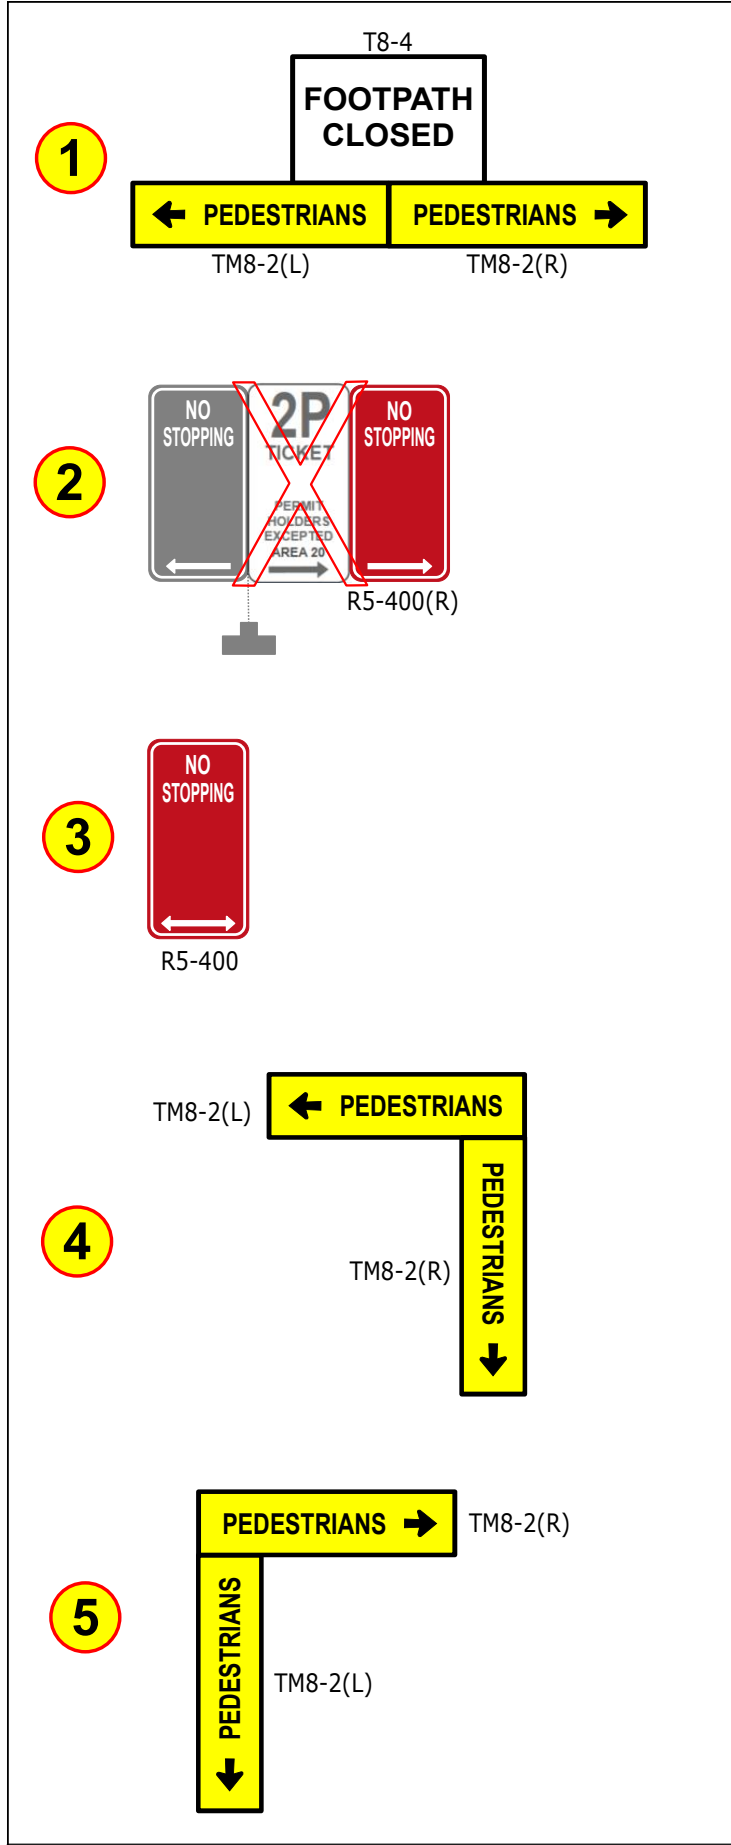 T8-4
FOOTPATH
CLOSED
1
PEDESTRIANS
PEDESTRIANS
TM8-2(L)
TM8-2(R)
2
NO
STOPPING
2P
TICKET
PERMIT
HOLDERS
EXCEPTED
AREA 20
NO
STOPPING
R5-400(R)
3
NO
STOPPING
R5-400
4
TM8-2(L)
PEDESTRIANS
TM8-2(R)
PEDESTRIANS
5
PEDESTRIANS
TM8-2(R)
PEDESTRIANS
TM8-2(L)